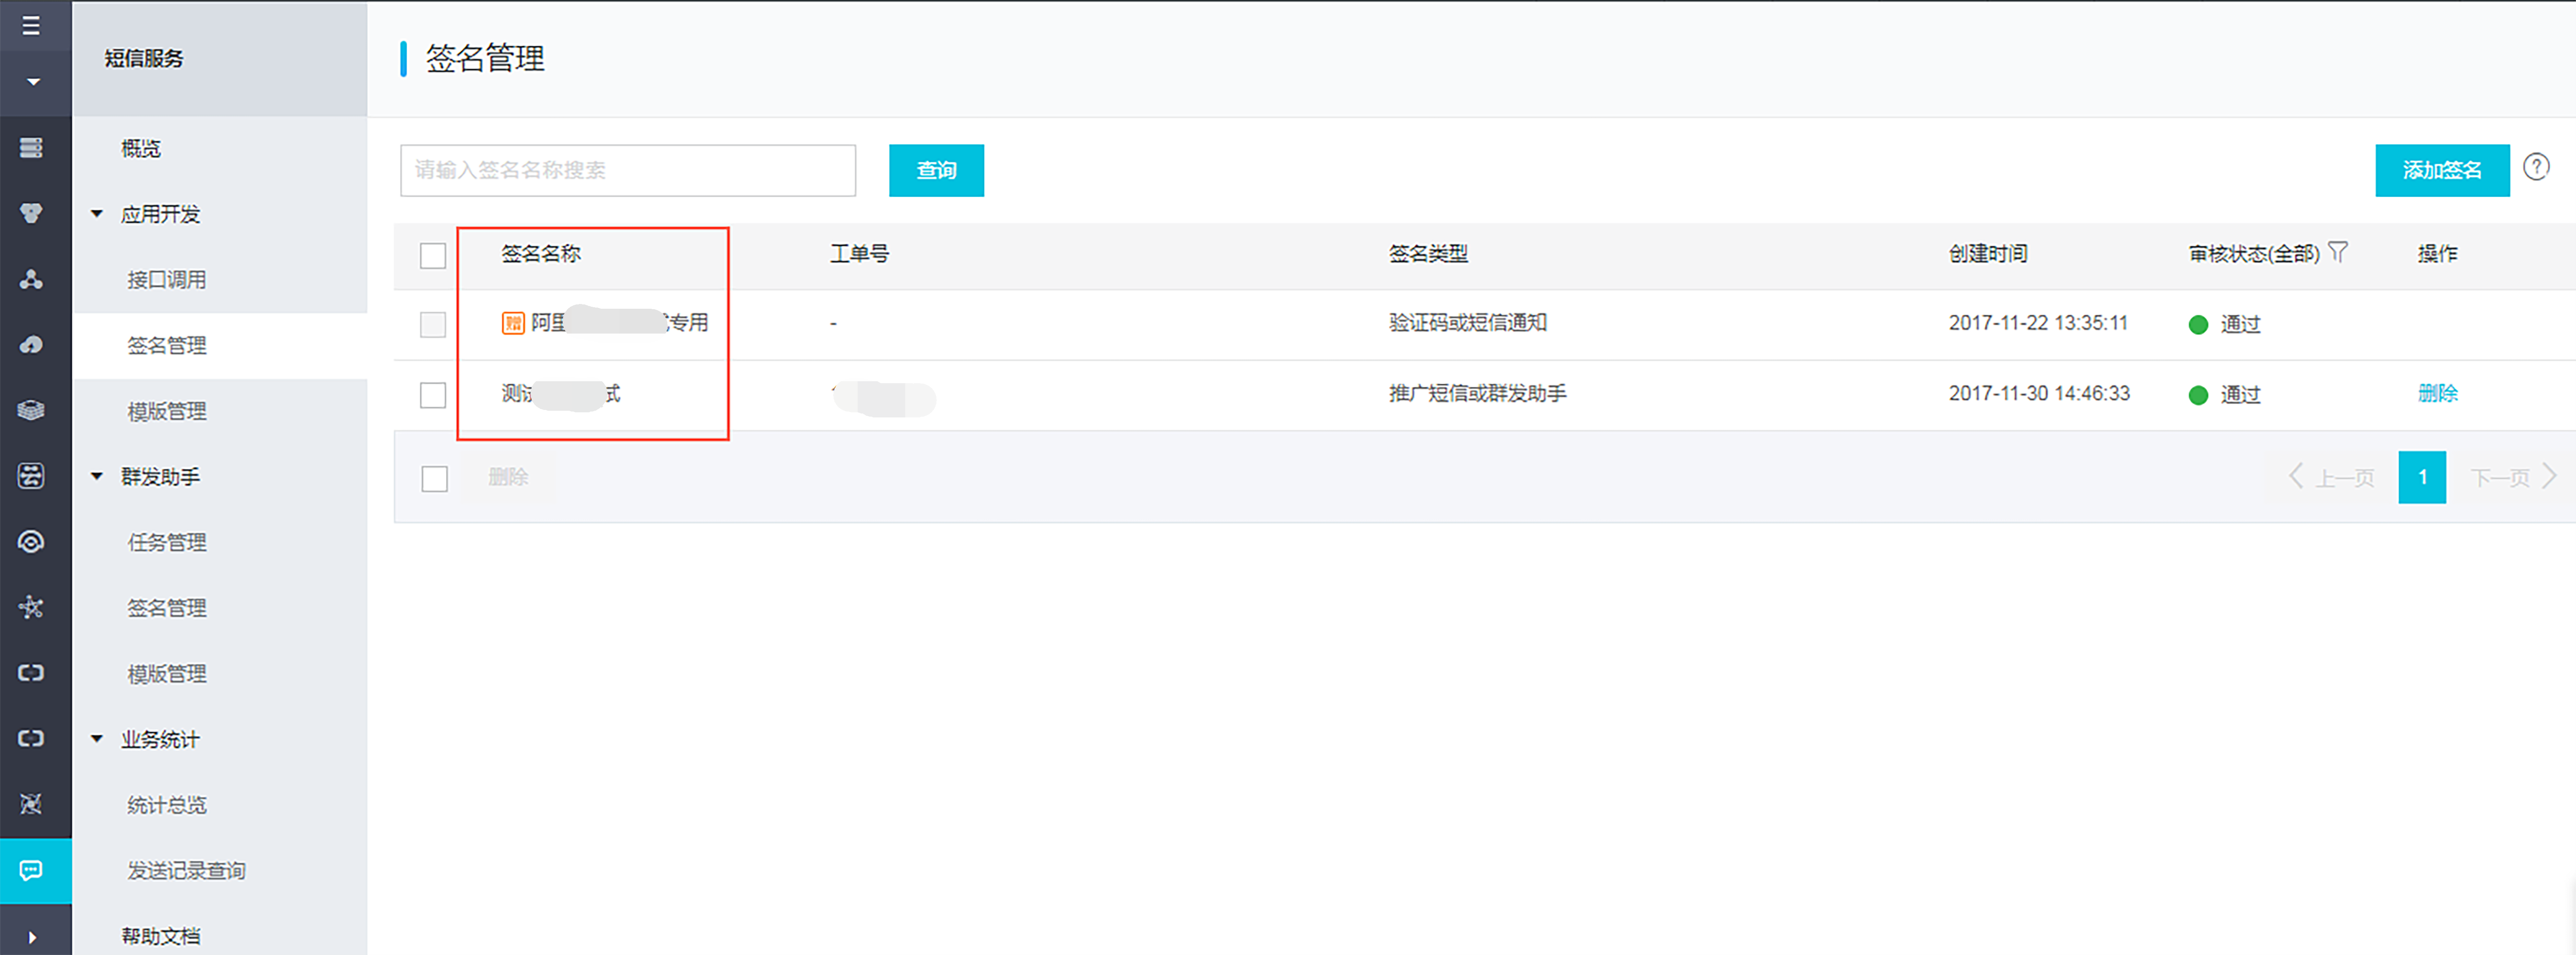 短信服务
概览
应用开发
接口调用
签名管理
模版管理
群发助手
任务管理
签名管理
模版管理
业务统计
统计总览
发送记录查询
帮助文档
签名管理
请输入签名名称搜索
查询
添加签名
?
签名名称 工单号 签名类型 创建时间 审核状态(全部) 操作
赠 阿里 专用 - 验证码或短信通知 2017-11-22 13:35:11 通过
测试 式 推广短信或群发助手 2017-11-30 14:46:33 通过 删除
删除
上一页 1 下一页